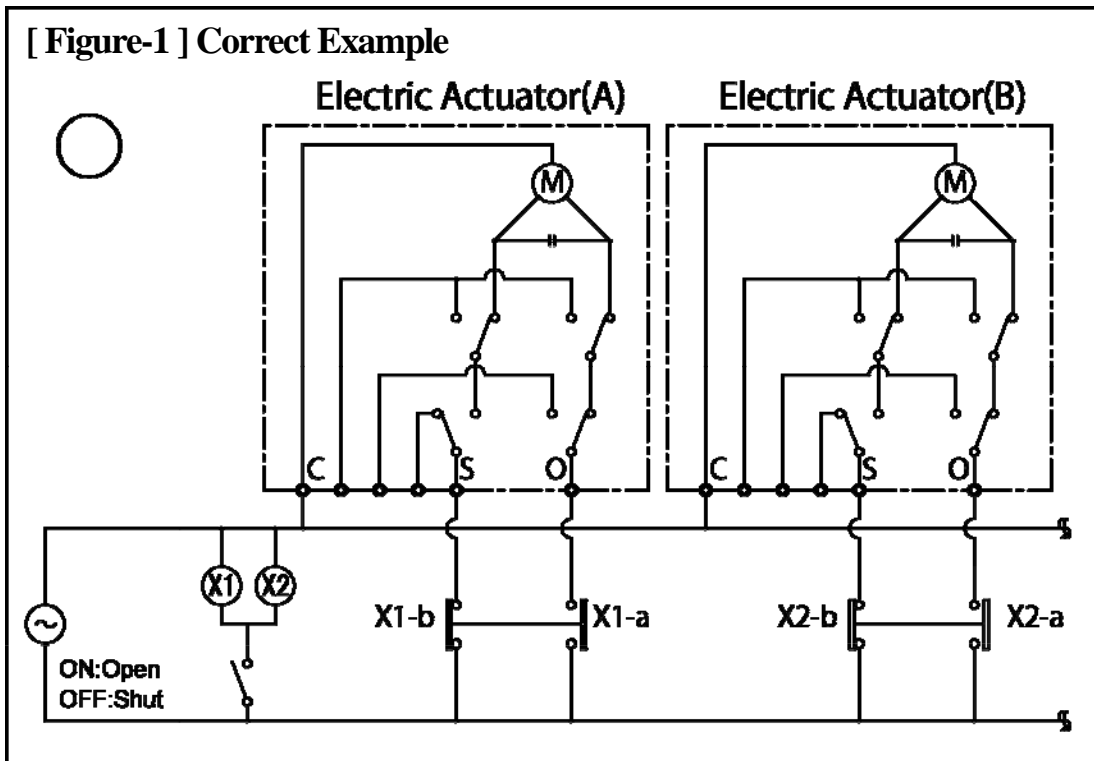 [ Figure-1 ] Correct Example
Electric Actuator(A) Electric Actuator(B)
M M
C S O C S O
X1 X2
X1-b X1-a X2-b X2-a
ON:Open
OFF:Shut